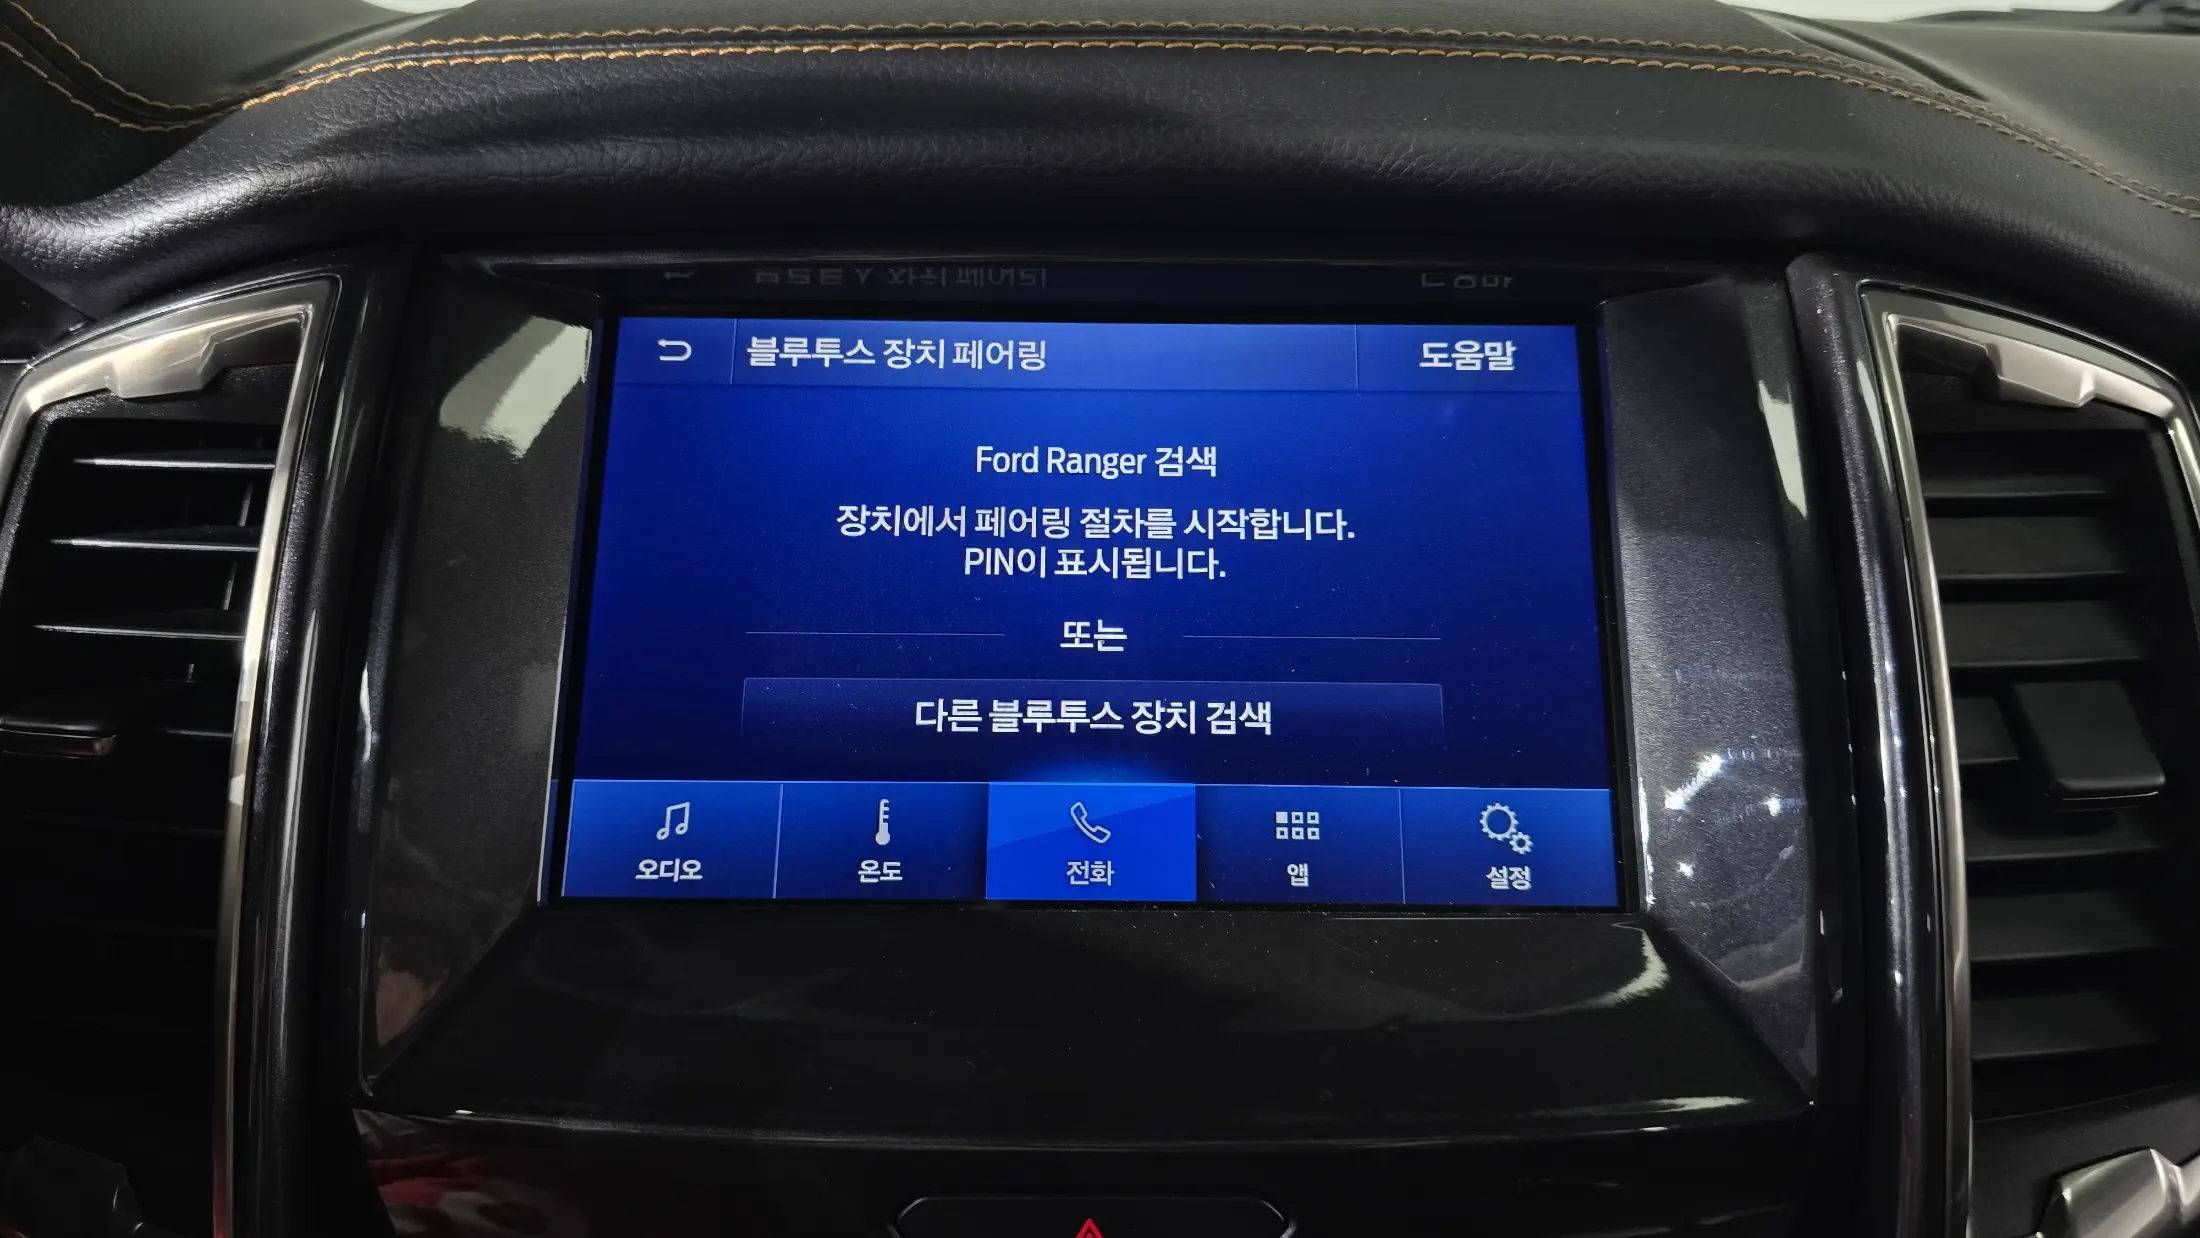 블루투스 장치 페어링
도움말
Ford Ranger 검색
장치에서 페어링 절차를 시작합니다.
PIN이 표시됩니다.
또는
다른 블루투스 장치 검색
오디오
온도
전화
앱
설정